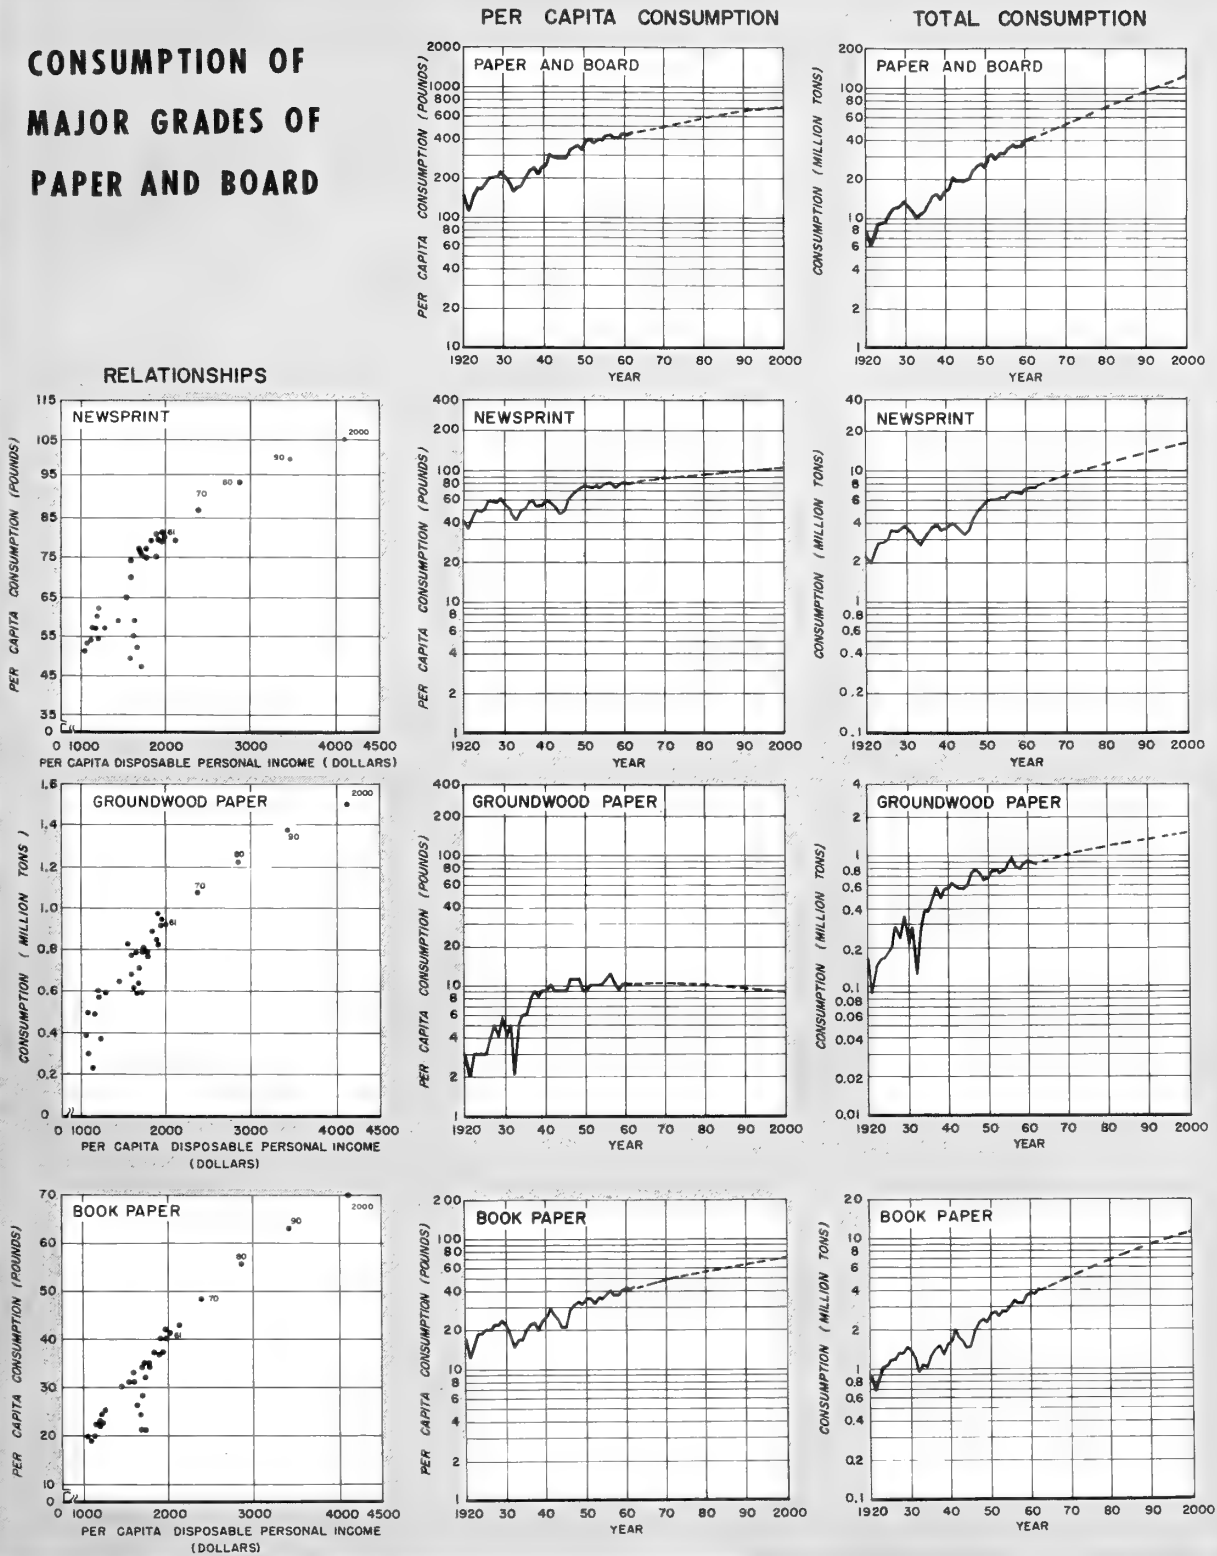 CONSUMPTION OF
MAJOR GRADES OF
PAPER AND BOARD
PER CAPITA CONSUMPTION
PAPER AND BOARD
PER CAPITA CONSUMPTION (POUNDS)
2000
1000
800
600
400
200
100
80
60
40
20
10
1920 30 40 50 60 70 80 90 2000
YEAR
TOTAL CONSUMPTION
PAPER AND BOARD
CONSUMPTION (MILLION TONS)
200
100
80
60
40
20
10
8
6
4
2
1
1920 30 40 50 60 70 80 90 2000
YEAR
RELATIONSHIPS
NEWSPRINT
PER CAPITA CONSUMPTION (POUNDS)
115
105
95
85
75
65
55
45
35
0
2000
90
80
70
61
0 1000 2000 3000 4000 4500
PER CAPITA DISPOSABLE PERSONAL INCOME (DOLLARS)
NEWSPRINT
PER CAPITA CONSUMPTION (POUNDS)
400
200
100
80
60
40
20
10
8
6
4
2
1
1920 30 40 50 60 70 80 90 2000
YEAR
NEWSPRINT
CONSUMPTION (MILLION TONS)
40
20
10
8
6
4
2
1
0.8
0.6
0.4
0.2
0.1
1920 30 40 50 60 70 80 90 2000
YEAR
GROUNDWOOD PAPER
CONSUMPTION (MILLION TONS)
1.6
1.4
1.2
1.0
0.8
0.6
0.4
0.2
0
2000
90
80
70
61
0 1000 2000 3000 4000 4500
PER CAPITA DISPOSABLE PERSONAL INCOME
(DOLLARS)
GROUNDWOOD PAPER
PER CAPITA CONSUMPTION (POUNDS)
400
200
100
80
60
40
20
10
8
6
4
2
1
1920 30 40 50 60 70 80 90 2000
YEAR
GROUNDWOOD PAPER
CONSUMPTION (MILLION TONS)
4
2
1
0.8
0.6
0.4
0.2
0.1
0.08
0.06
0.04
0.02
0.01
1920 30 40 50 60 70 80 90 2000
YEAR
BOOK PAPER
PER CAPITA CONSUMPTION (POUNDS)
70
60
50
40
30
20
10
0
2000
90
80
70
61
0 1000 2000 3000 4000 4500
PER CAPITA DISPOSABLE PERSONAL INCOME
(DOLLARS)
BOOK PAPER
PER CAPITA CONSUMPTION (POUNDS)
200
100
80
60
40
20
10
8
6
4
2
1
1920 30 40 50 60 70 80 90 2000
YEAR
BOOK PAPER
CONSUMPTION (MILLION TONS)
20
10
8
6
4
2
1
0.8
0.6
0.4
0.2
0.1
1920 30 40 50 60 70 80 90 2000
YEAR